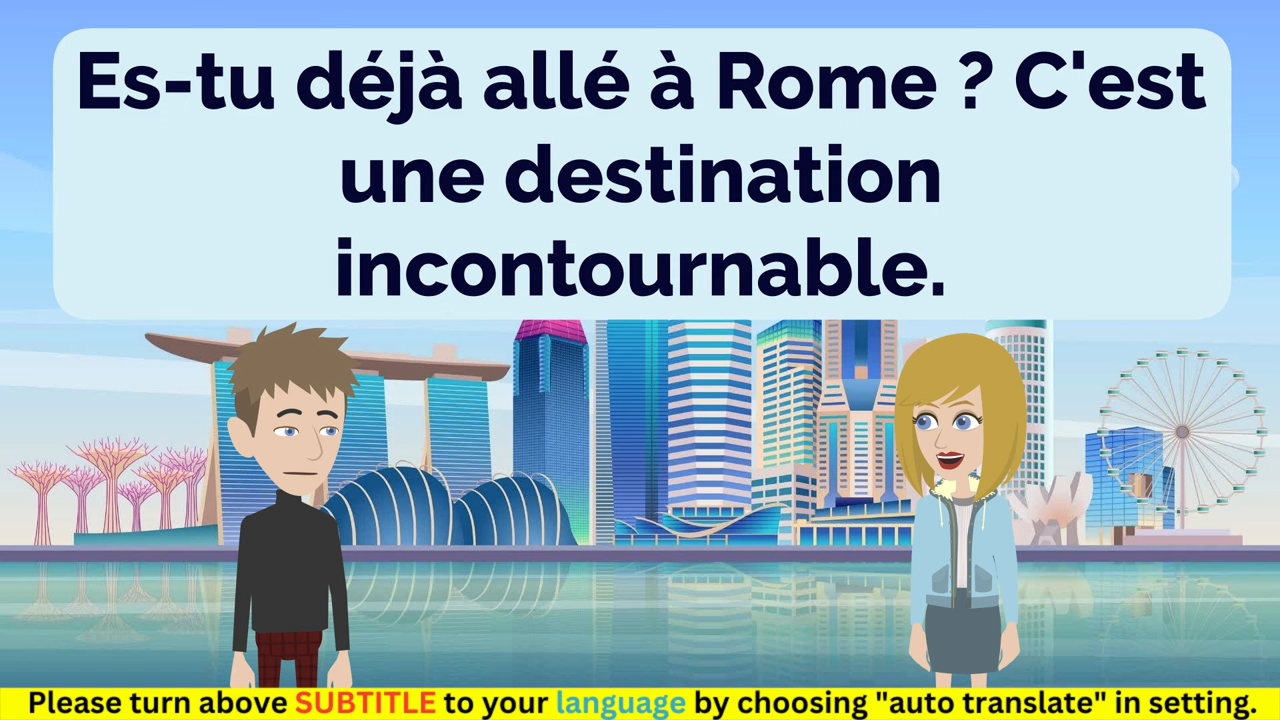 Es-tu déjà allé à Rome ? C'est
une destination
incontournable.
Please turn above SUBTITLE to your language by choosing "auto translate" in setting.